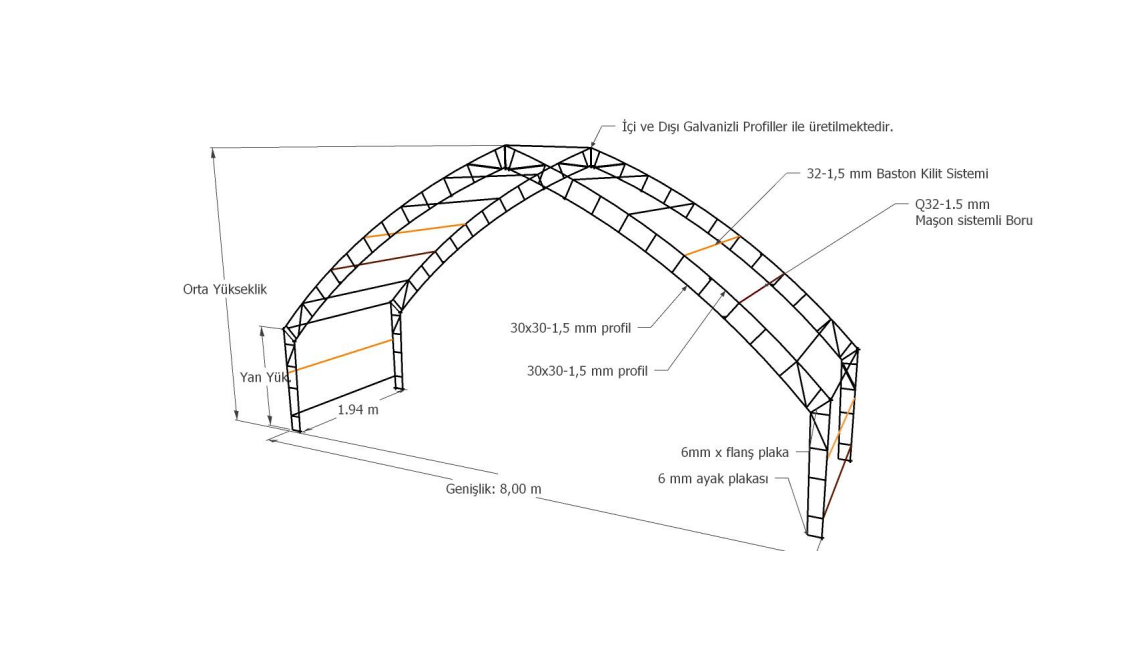 İçi ve Dışı Galvanizli Profiller ile üretilmektedir.
32-1,5 mm Baston Kilit Sistemi
Q32-1.5 mm
Maşon sistemli Boru
Orta Yükseklik
30x30-1,5 mm profil
30x30-1,5 mm profil
Yan Yük.
1.94 m
6mm x flanş plaka
6 mm ayak plakası
Genişlik: 8,00 m